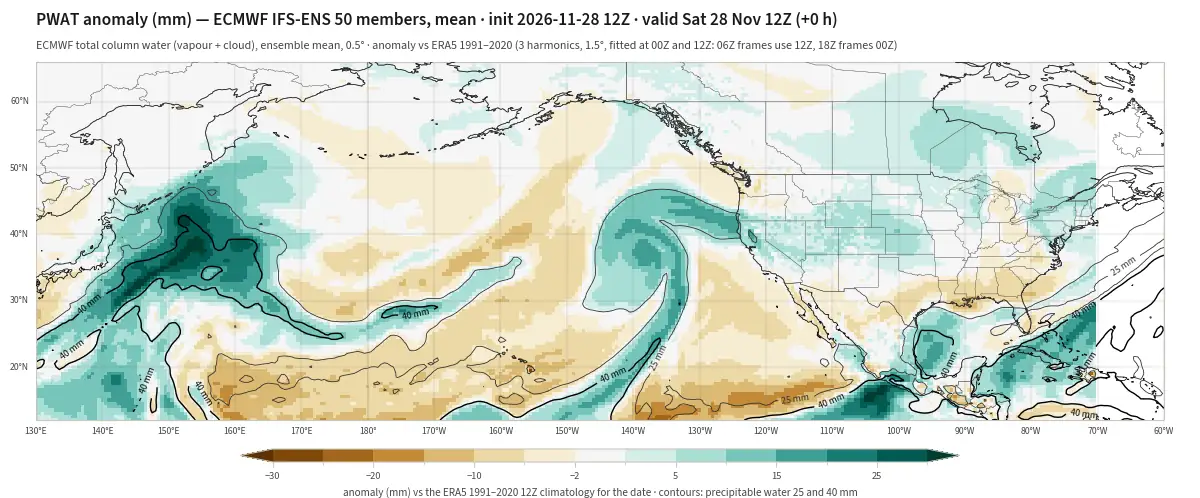 PWAT anomaly (mm) — ECMWF IFS-ENS 50 members, mean · init 2026-11-28 12Z · valid Sat 28 Nov 12Z (+0 h)
ECMWF total column water (vapour + cloud), ensemble mean, 0.5° · anomaly vs ERA5 1991–2020 (3 harmonics, 1.5°, fitted at 00Z and 12Z: 06Z frames use 12Z, 18Z frames 00Z)
60°N
50°N
40°N
30°N
20°N
25 mm
40 mm
40 mm
40 mm
40 mm
40 mm
25 mm
40 mm
40 mm
40 mm
40 mm
40 mm
25 mm
40 mm
40 mm
130°E 140°E 150°E 160°E 170°E 180° 170°W 160°W 150°W 140°W 130°W 120°W 110°W 100°W 90°W 80°W 70°W 60°W
−30 −20 −10 −2 5 15 25
anomaly (mm) vs the ERA5 1991–2020 12Z climatology for the date · contours: precipitable water 25 and 40 mm